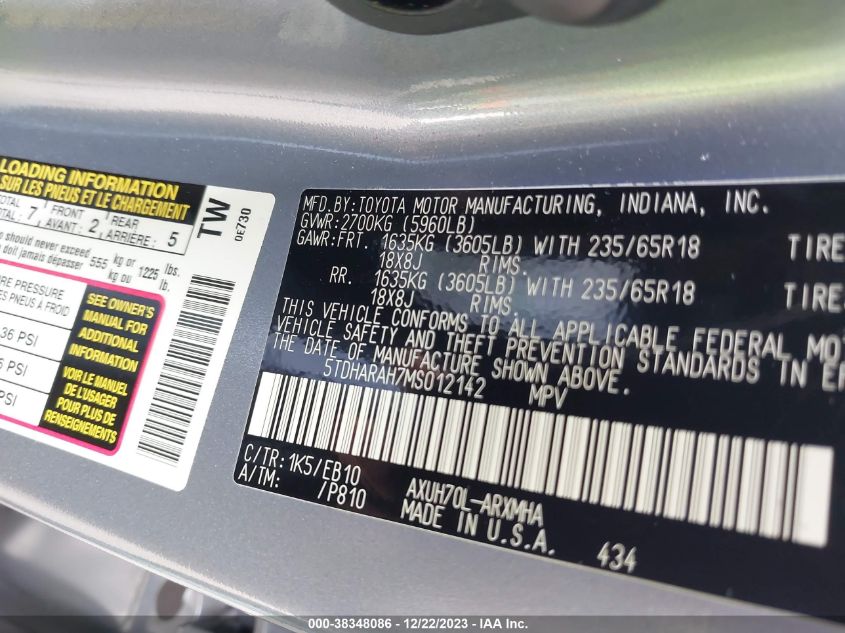 LOADING INFORMATION
SUR LES PNEUS ET LE CHARGEMENT
TOTAL : 7 FRONT AVANT : 2 REAR ARRIÈRE : 5
should never exceed 555 kg or 1225 lbs.
doit jamais dépasser kg ou lb.
PRESSURE
PNEUS À FROID
36 PSI
PSI
PSI
SEE OWNER'S
MANUAL FOR
ADDITIONAL
INFORMATION
VOIR LE MANUEL
DE L'USAGER
POUR PLUS DE
RENSEIGNEMENTS
TW
0E730
MFD. BY: TOYOTA MOTOR MANUFACTURING, INDIANA, INC.
GVWR: 2700KG (5960LB)
GAWR: FRT. 1635KG (3605LB) WITH 235/65R18 TIRE
18X8J RIMS.
RR. 1635KG (3605LB) WITH 235/65R18 TIRE
18X8J RIMS.
THIS VEHICLE CONFORMS TO ALL APPLICABLE FEDERAL
VEHICLE SAFETY AND THEFT PREVENTION STANDARDS IN
THE DATE OF MANUFACTURE SHOWN ABOVE.
5TDHARAH7MS012142 MPV
C/TR: 1K5/EB10
A/TM: /P810
AXUH70L-ARXMHA
MADE IN U.S.A.
434
000-38348086 - 12/22/2023 - IAA Inc.